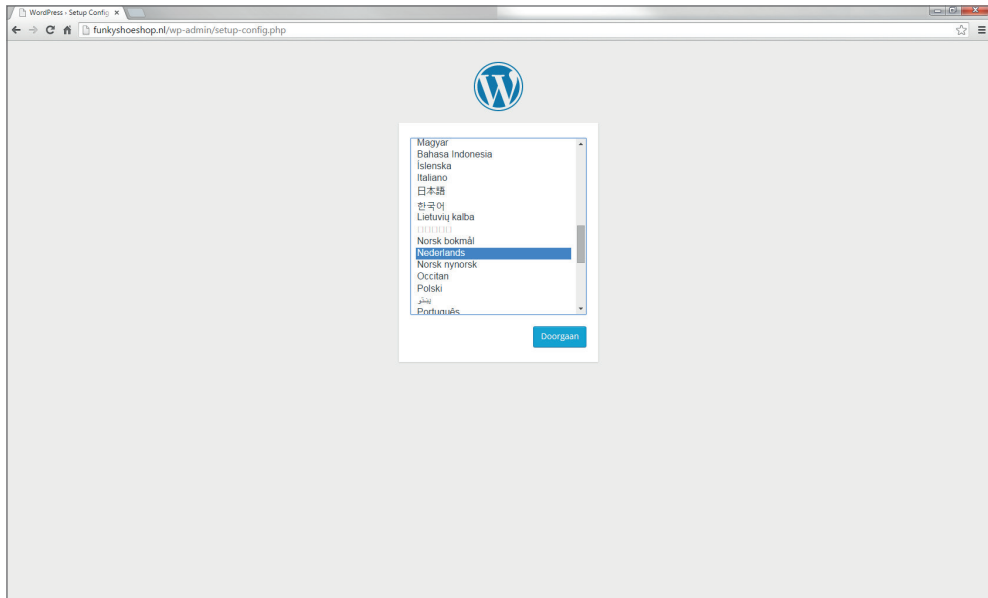 WordPress › Setup Config
funkyshoeshop.nl/wp-admin/setup-config.php
Magyar
Bahasa Indonesia
Íslenska
Italiano
日本語
한국어
Lietuvių kalba
Norsk bokmål
Nederlands
Norsk nynorsk
Occitan
Polski
پښتو
Português
Doorgaan